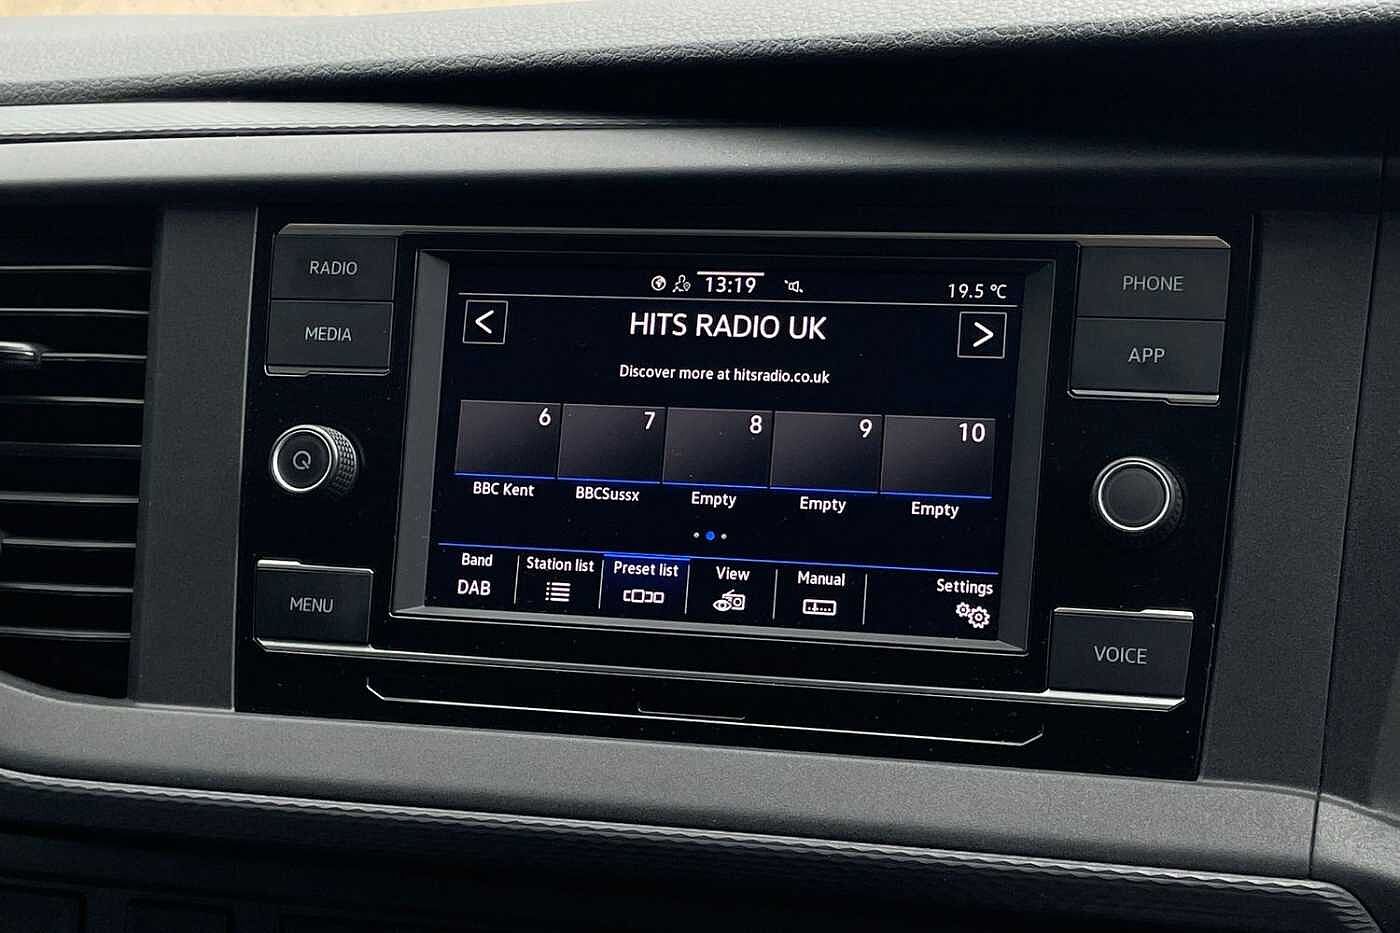 RADIO
MEDIA
MENU
13:19
19.5 °C
<
HITS RADIO UK
>
Discover more at hitsradio.co.uk
6 7 8 9 10
BBC Kent BBCSussx Empty Empty Empty
Band Station list Preset list View Manual Settings
DAB
PHONE
APP
VOICE